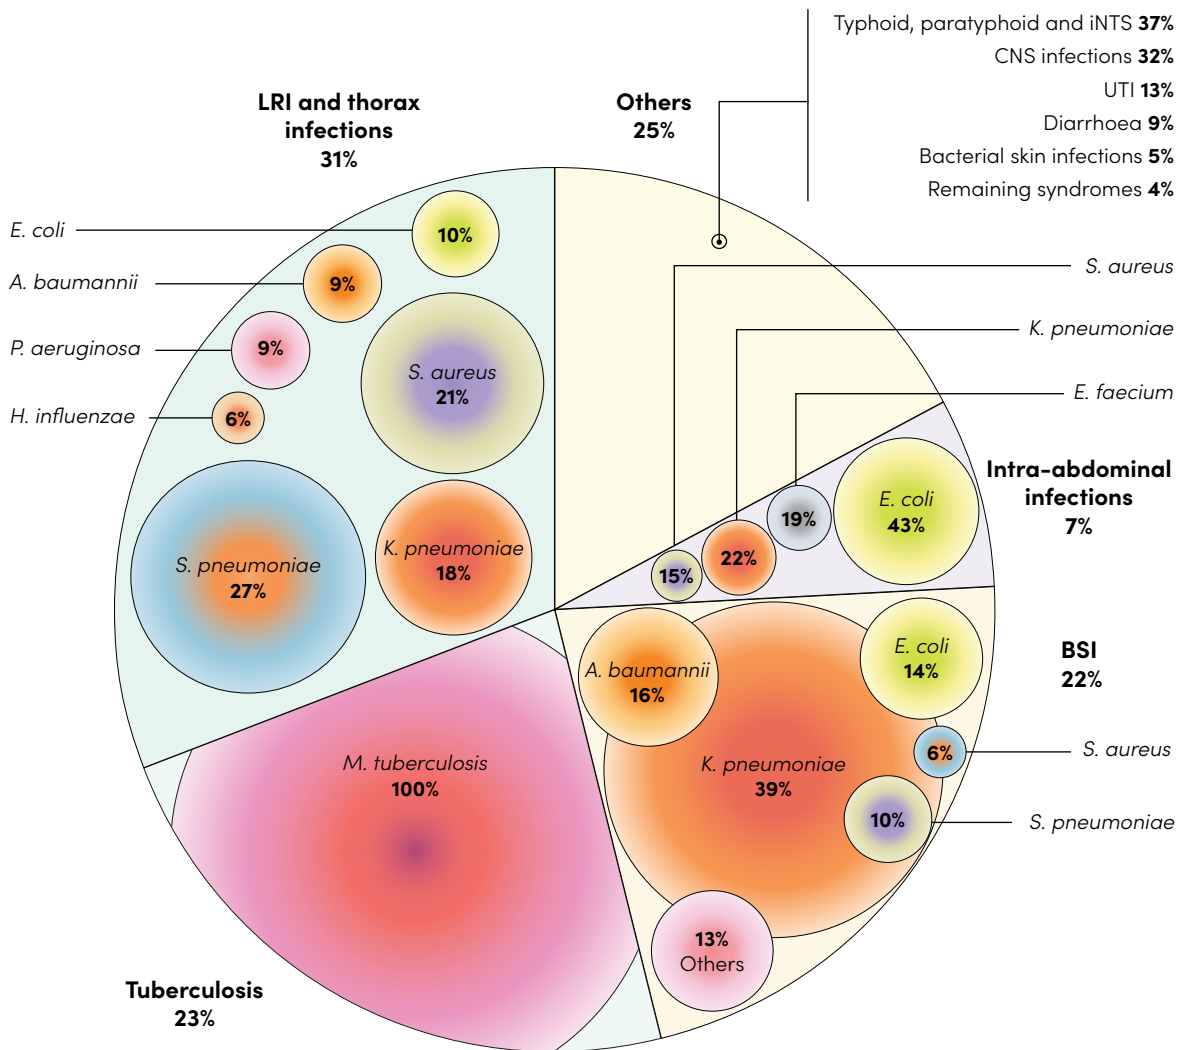 Typhoid, paratyphoid and iNTS 37%
CNS infections 32%
UTI 13%
Diarrhoea 9%
Bacterial skin infections 5%
Remaining syndromes 4%
LRI and thorax
infections
31%
Others
25%
E. coli
10%
A. baumannii
9%
P. aeruginosa
9%
H. influenzae
6%
S. aureus
21%
S. pneumoniae
27%
K. pneumoniae
18%
S. aureus
K. pneumoniae
E. faecium
Intra-abdominal
infections
7%
E. coli
43%
19%
22%
15%
BSI
22%
E. coli
14%
A. baumannii
16%
K. pneumoniae
39%
6%
S. aureus
10%
S. pneumoniae
13%
Others
M. tuberculosis
100%
Tuberculosis
23%